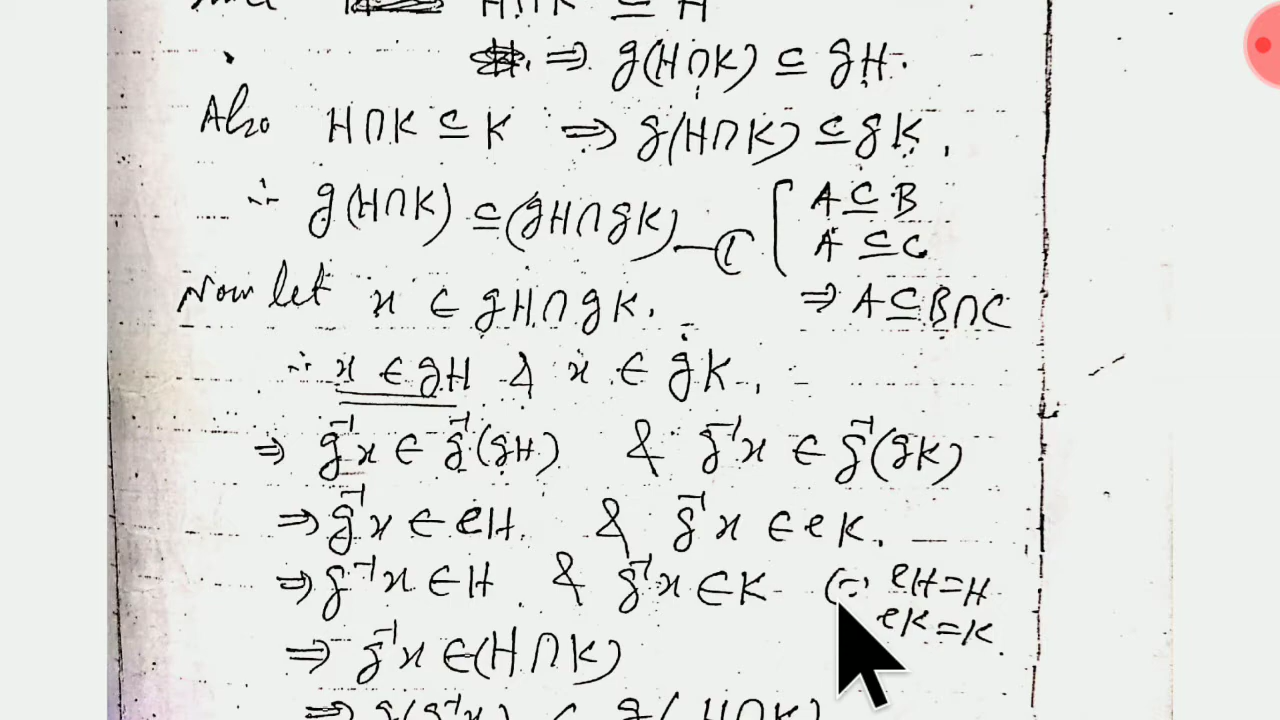 H∩K ⊆ H
⇒ g(H∩K) ⊆ gH.
Also H∩K ⊆ K ⇒ g(H∩K) ⊆ gK.
∴ g(H∩K) ⊆ (gH∩gK) —① [ A ⊆ B
A ⊆ C
Now let x ∈ gH∩gK. ⇒ A ⊆ B∩C
∴ x ∈ gH & x ∈ gK.
⇒ g⁻¹x ∈ g⁻¹(gH) & g⁻¹x ∈ g⁻¹(gK)
⇒ g⁻¹x ∈ eH. & g⁻¹x ∈ eK.
⇒ g⁻¹x ∈ H & g⁻¹x ∈ K (∵ eH=H
eK=K.
⇒ g⁻¹x ∈ (H∩K)
⇒ g(g⁻¹x) ∈ g(H∩K)